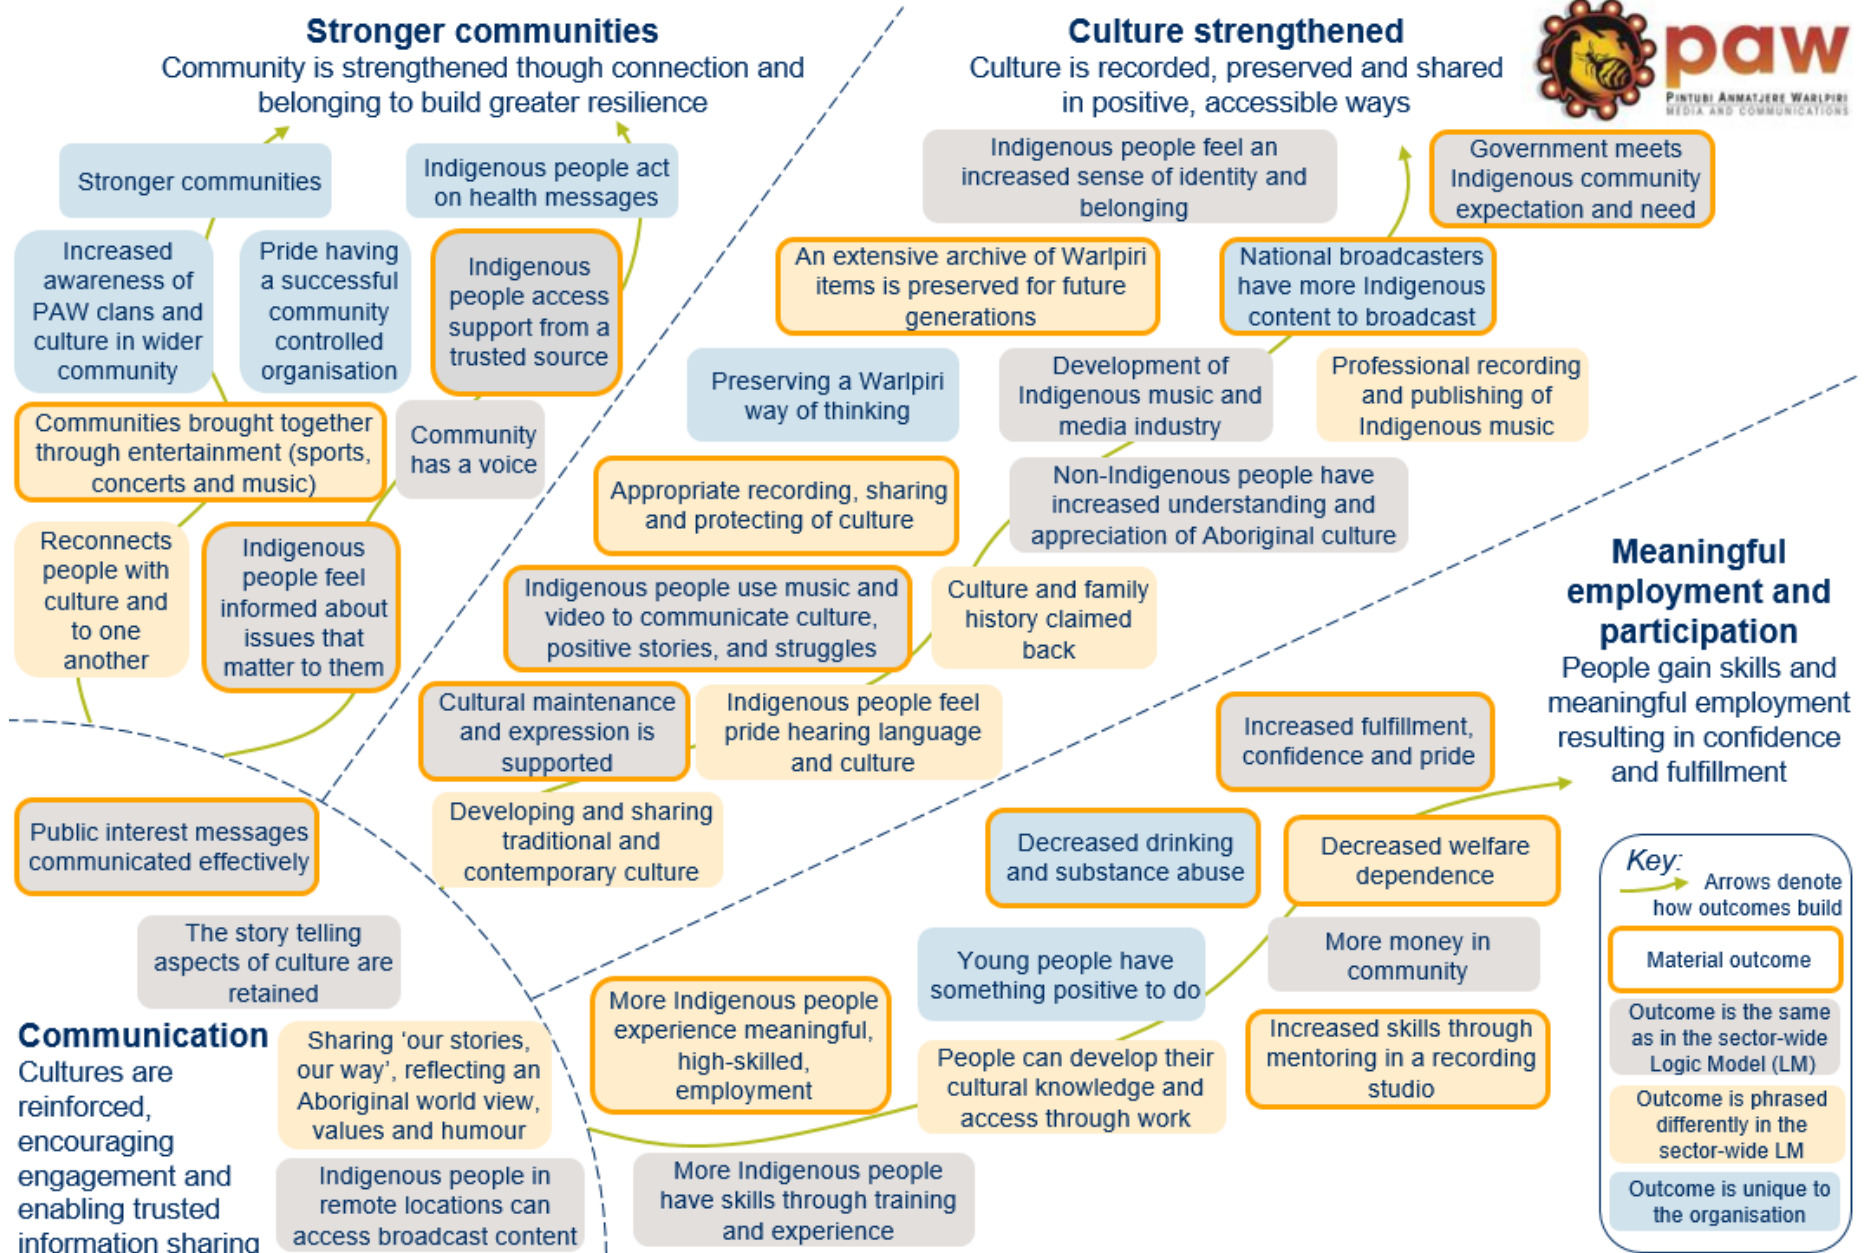 Stronger communities
Community is strengthened though connection and
belonging to build greater resilience
Stronger communities
Indigenous people act
on health messages
Increased
awareness of
PAW clans and
culture in wider
community
Pride having
a successful
community
controlled
organisation
Indigenous
people access
support from a
trusted source
Communities brought together
through entertainment (sports,
concerts and music)
Community
has a voice
Reconnects
people with
culture and
to one
another
Indigenous
people feel
informed about
issues that
matter to them
Culture strengthened
Culture is recorded, preserved and shared
in positive, accessible ways
paw
PINTUBI ANMATJERE WARLPIRI
MEDIA AND COMMUNICATIONS
Indigenous people feel an
increased sense of identity and
belonging
Government meets
Indigenous community
expectation and need
An extensive archive of Warlpiri
items is preserved for future
generations
National broadcasters
have more Indigenous
content to broadcast
Preserving a Warlpiri
way of thinking
Development of
Indigenous music and
media industry
Professional recording
and publishing of
Indigenous music
Appropriate recording, sharing
and protecting of culture
Non-Indigenous people have
increased understanding and
appreciation of Aboriginal culture
Indigenous people use music and
video to communicate culture,
positive stories, and struggles
Culture and family
history claimed
back
Cultural maintenance
and expression is
supported
Indigenous people feel
pride hearing language
and culture
Developing and sharing
traditional and
contemporary culture
Meaningful
employment and
participation
People gain skills and
meaningful employment
resulting in confidence
and fulfillment
Increased fulfillment,
confidence and pride
Decreased drinking
and substance abuse
Decreased welfare
dependence
Young people have
something positive to do
More money in
community
More Indigenous people
experience meaningful,
high-skilled,
employment
People can develop their
cultural knowledge and
access through work
Increased skills through
mentoring in a recording
studio
More Indigenous people
have skills through training
and experience
Public interest messages
communicated effectively
The story telling
aspects of culture are
retained
Communication
Cultures are
reinforced,
encouraging
engagement and
enabling trusted
information sharing
Sharing ‘our stories,
our way’, reflecting an
Aboriginal world view,
values and humour
Indigenous people in
remote locations can
access broadcast content
Key:
Arrows denote
how outcomes build
Material outcome
Outcome is the same
as in the sector-wide
Logic Model (LM)
Outcome is phrased
differently in the
sector-wide LM
Outcome is unique to
the organisation